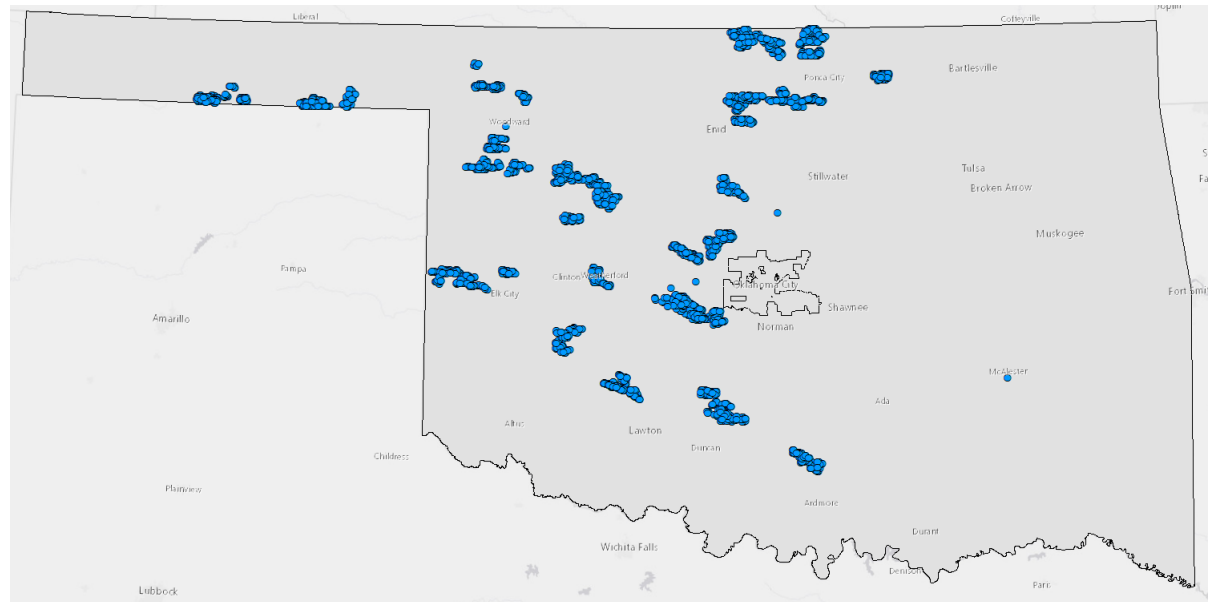 Liberal
Coffeyville
Joplin
Bartlesville
Ponca City
Woodward
Enid
Stillwater
Tulsa
Broken Arrow
Muskogee
Pampa
Clinton
Weatherford
Elk City
Oklahoma City
Shawnee
Fort Smith
Amarillo
Norman
McAlester
Ada
Altus
Lawton
Duncan
Childress
Plainview
Ardmore
Durant
Wichita Falls
Denison
Paris
Lubbock